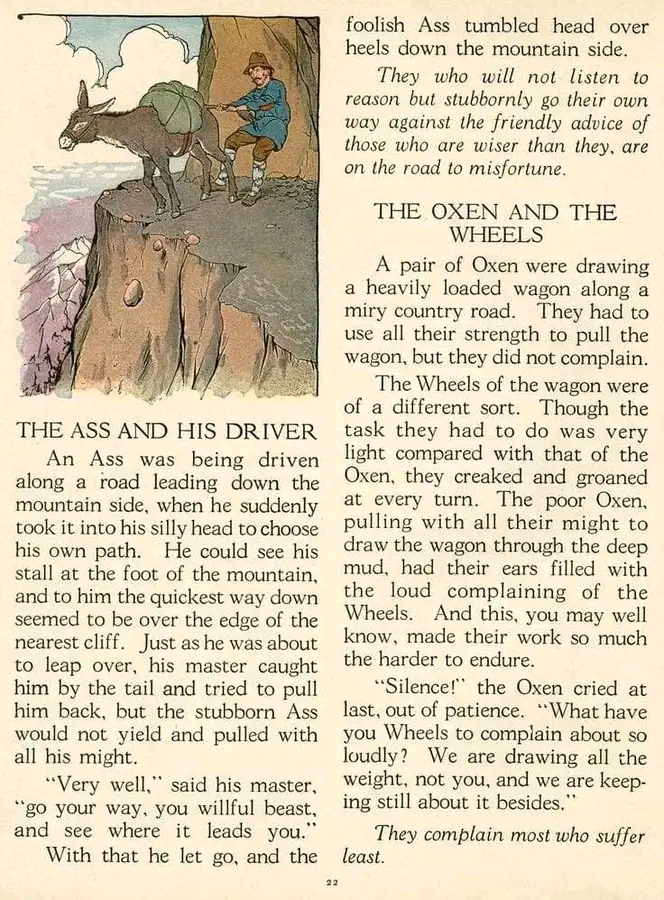 THE ASS AND HIS DRIVER
An Ass was being driven
along a road leading down the
mountain side, when he suddenly
took it into his silly head to choose
his own path. He could see his
stall at the foot of the mountain,
and to him the quickest way down
seemed to be over the edge of the
nearest cliff. Just as he was about
to leap over, his master caught
him by the tail and tried to pull
him back, but the stubborn Ass
would not yield and pulled with
all his might.
“Very well,” said his master,
“go your way, you willful beast,
and see where it leads you.”
With that he let go, and the
foolish Ass tumbled head over
heels down the mountain side.
They who will not listen to
reason but stubbornly go their own
way against the friendly advice of
those who are wiser than they, are
on the road to misfortune.
THE OXEN AND THE
WHEELS
A pair of Oxen were drawing
a heavily loaded wagon along a
miry country road. They had to
use all their strength to pull the
wagon, but they did not complain.
The Wheels of the wagon were
of a different sort. Though the
task they had to do was very
light compared with that of the
Oxen, they creaked and groaned
at every turn. The poor Oxen,
pulling with all their might to
draw the wagon through the deep
mud, had their ears filled with
the loud complaining of the
Wheels. And this, you may well
know, made their work so much
the harder to endure.
“Silence!” the Oxen cried at
last, out of patience. “What have
you Wheels to complain about so
loudly? We are drawing all the
weight, not you, and we are keep-
ing still about it besides.”
They complain most who suffer
least.
22